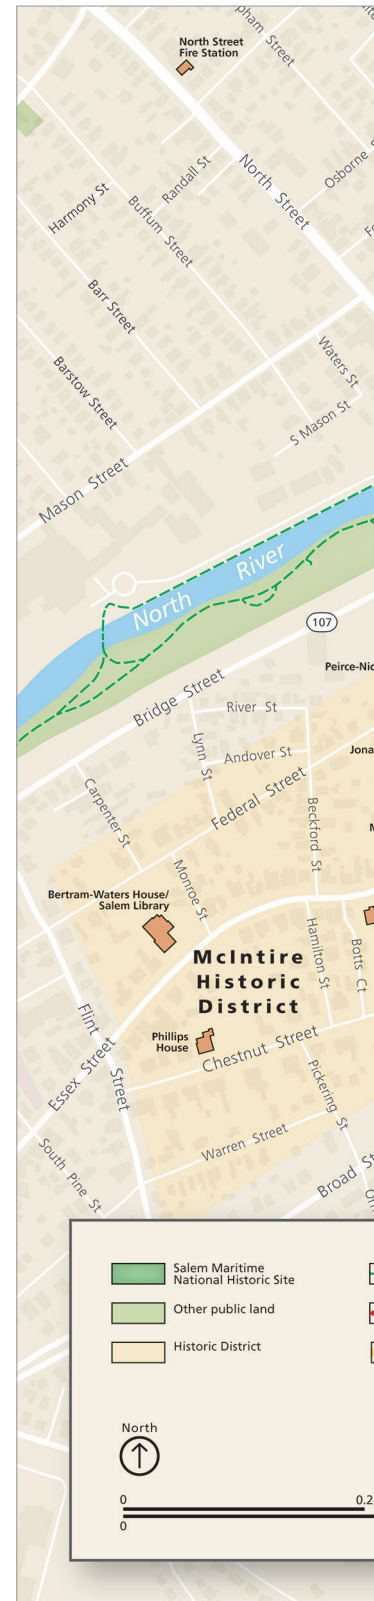 pham Street
North Street
Fire Station
Osborne S
Randall St
North Street
Harmony St
Buffum Street
Barr Street
Waters St
Barstow Street
S Mason St
Mason Street
North River
107
Peirce-Nic
Bridge Street
River St
Lynn St
Andover St
Jona
Federal Street
Carpenter St
Beckford St
M
Monroe St
Bertram-Waters House/
Salem Library
Hamilton St
Botts Ct
McIntire
Historic
District
Flint Street
Phillips
House
Chestnut Street
Essex Street
Pickering St
Warren Street
South Pine St
Broad St
Salem Maritime
National Historic Site
Other public land
Historic District
North
0
0.2
0